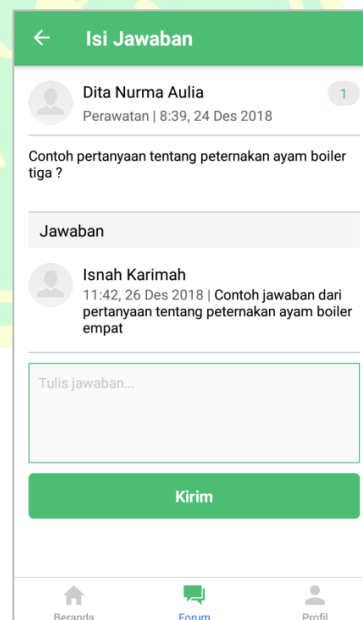 Isi Jawaban
Dita Nurma Aulia
1
Perawatan | 8:39, 24 Des 2018
Contoh pertanyaan tentang peternakan ayam boiler
tiga ?
Jawaban
Isnah Karimah
11:42, 26 Des 2018 | Contoh jawaban dari
pertanyaan tentang peternakan ayam boiler
empat
Tulis jawaban...
Kirim
Beranda
Forum
Profil